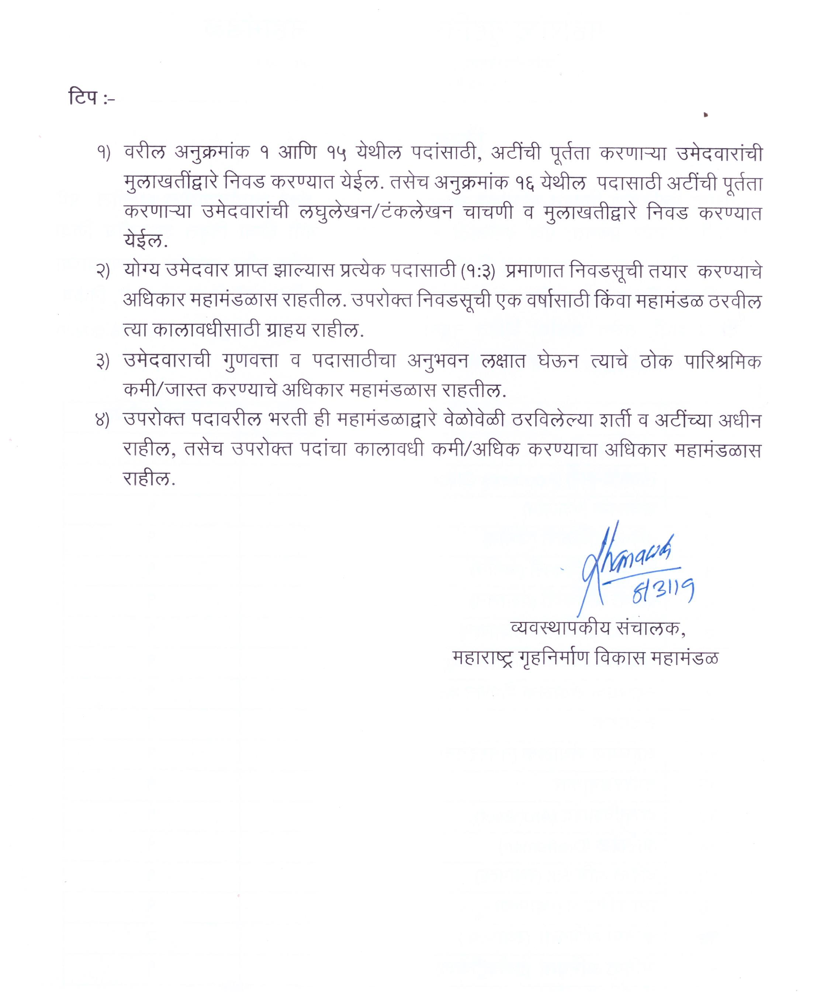 टिप :-
१) वरील अनुक्रमांक १ आणि १५ येथील पदांसाठी, अटींची पूर्तता करणाऱ्या उमेदवारांची
मुलाखतींद्वारे निवड करण्यात येईल. तसेच अनुक्रमांक १६ येथील पदासाठी अटींची पूर्तता
करणाऱ्या उमेदवारांची लघुलेखन/टंकलेखन चाचणी व मुलाखतीद्वारे निवड करण्यात
येईल.
२) योग्य उमेदवार प्राप्त झाल्यास प्रत्येक पदासाठी (१:३) प्रमाणात निवडसूची तयार करण्याचे
अधिकार महामंडळास राहतील. उपरोक्त निवडसूची एक वर्षासाठी किंवा महामंडळ ठरवील
त्या कालावधीसाठी ग्राहय राहील.
३) उमेदवाराची गुणवत्ता व पदासाठीचा अनुभवन लक्षात घेऊन त्याचे ठोक पारिश्रमिक
कमी/जास्त करण्याचे अधिकार महामंडळास राहतील.
४) उपरोक्त पदावरील भरती ही महामंडळाद्वारे वेळोवेळी ठरविलेल्या शर्ती व अटींच्या अधीन
राहील, तसेच उपरोक्त पदांचा कालावधी कमी/अधिक करण्याचा अधिकार महामंडळास
राहील.
8/3/19
व्यवस्थापकीय संचालक,
महाराष्ट्र गृहनिर्माण विकास महामंडळ